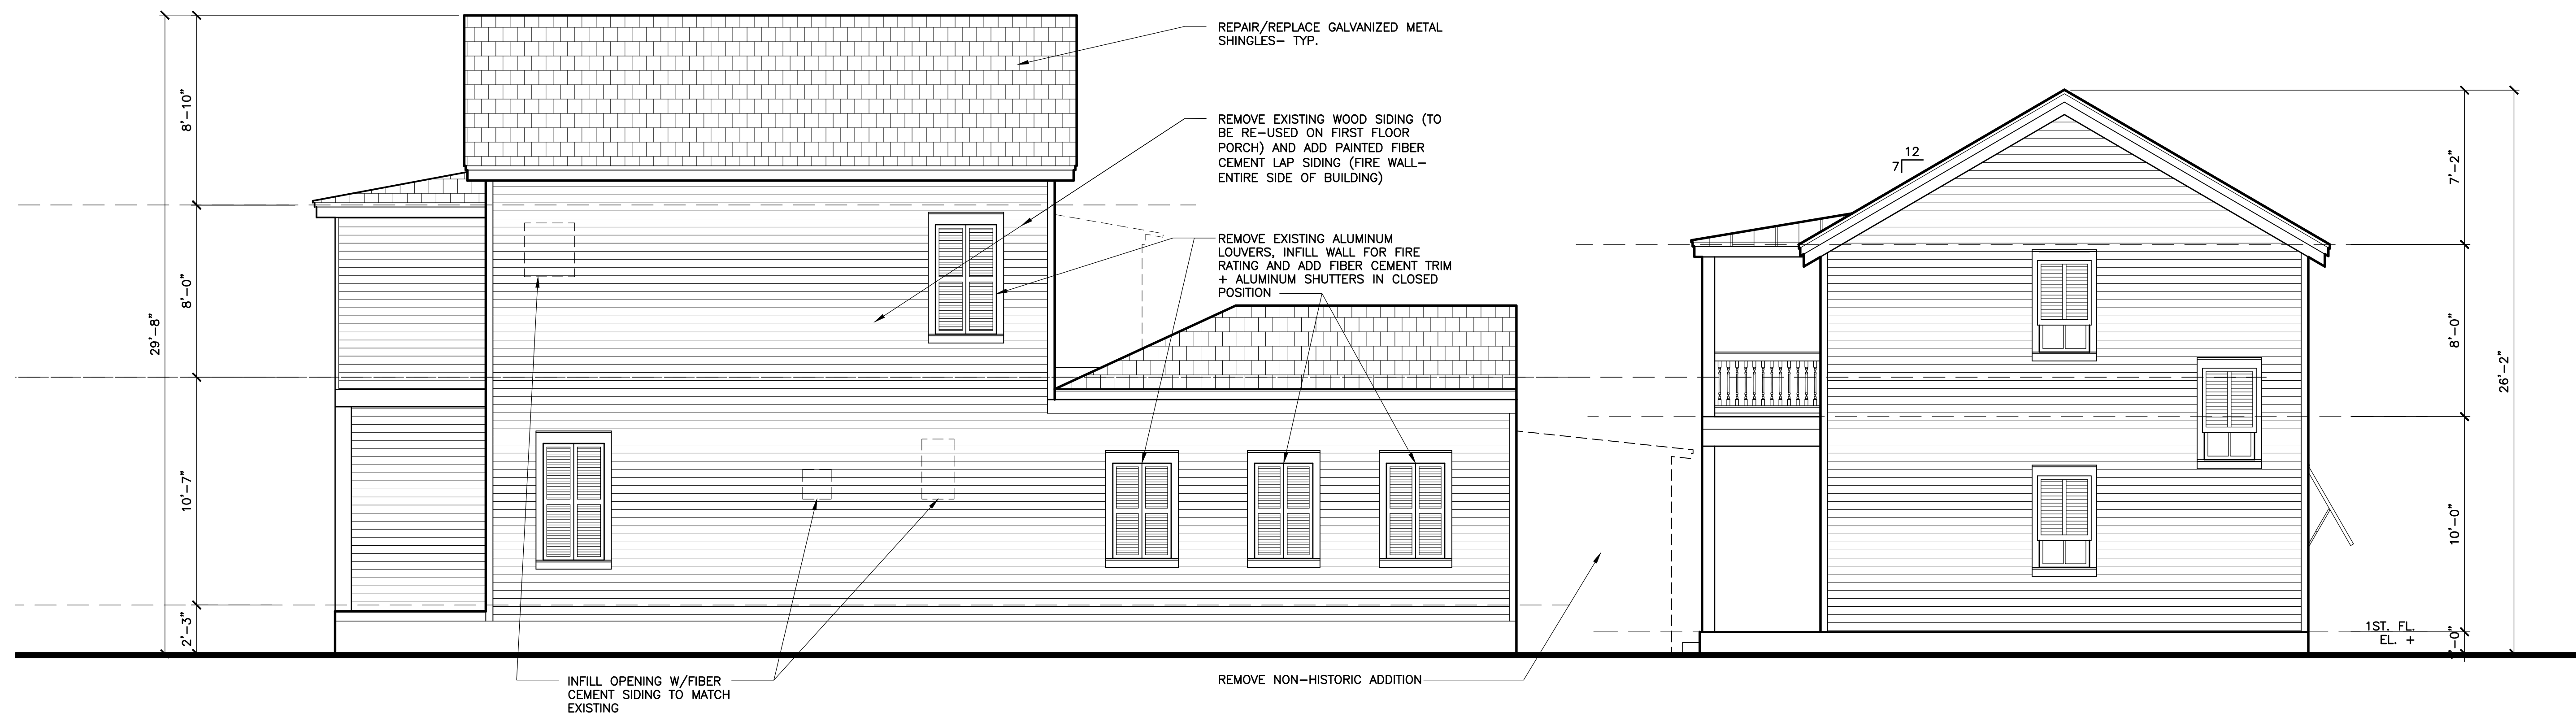 REPAIR/REPLACE GALVANIZED METAL
SHINGLES- TYP.
REMOVE EXISTING WOOD SIDING (TO
BE RE-USED ON FIRST FLOOR
PORCH) AND ADD PAINTED FIBER
CEMENT LAP SIDING (FIRE WALL-
ENTIRE SIDE OF BUILDING)
REMOVE EXISTING ALUMINUM
LOUVERS, INFILL WALL FOR FIRE
RATING AND ADD FIBER CEMENT TRIM
+ ALUMINUM SHUTTERS IN CLOSED
POSITION
8'-10"
8'-0"
29'-8"
10'-7"
2'-3"
INFILL OPENING W/FIBER
CEMENT SIDING TO MATCH
EXISTING
REMOVE NON-HISTORIC ADDITION
12
7
7'-2"
8'-0"
26'-2"
10'-0"
1ST. FL.
EL. +
-0"